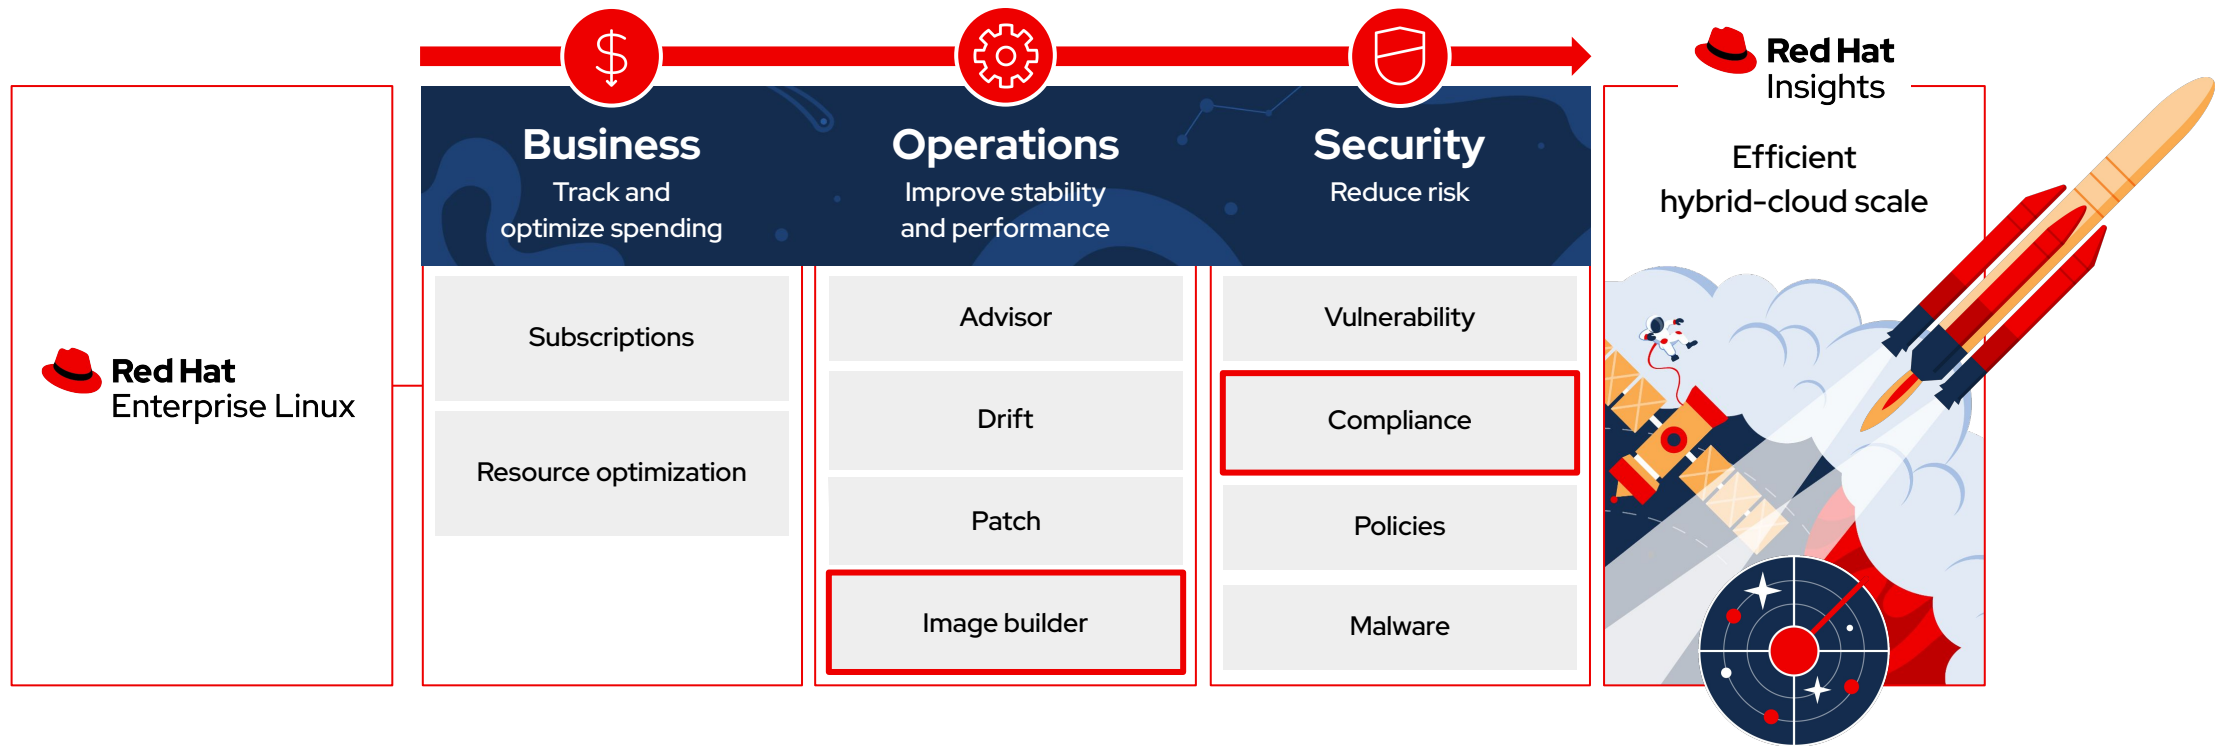 Red Hat
Enterprise Linux
Business
Track and
optimize spending
Subscriptions
Resource optimization
Operations
Improve stability
and performance
Advisor
Drift
Patch
Image builder
Security
Reduce risk
Vulnerability
Compliance
Policies
Malware
Red Hat
Insights
Efficient
hybrid-cloud scale